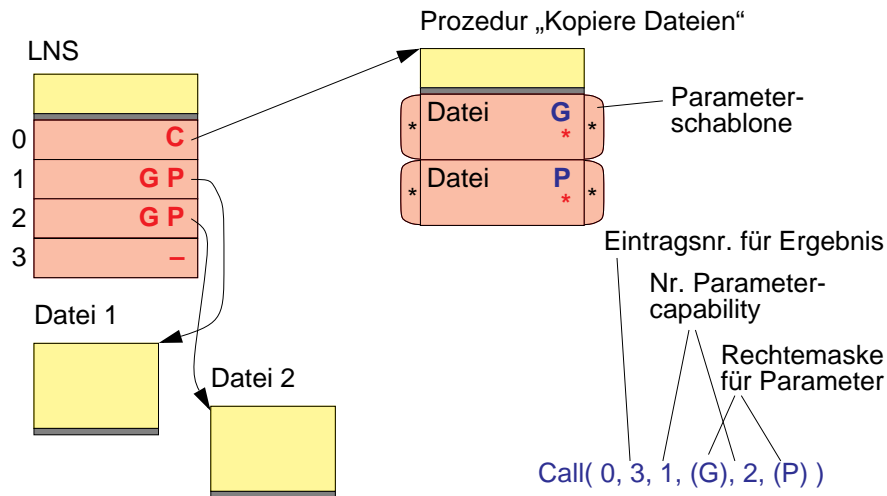 Prozedur „Kopiere Dateien“
LNS
0 C
1 G P
2 G P
3 –
* Datei G *
*
* Datei P *
*
Parameter-
schablone
Eintragsnr. für Ergebnis
Nr. Parameter-
capability
Rechtemaske
für Parameter
Datei 1
Datei 2
Call( 0, 3, 1, (G), 2, (P) )